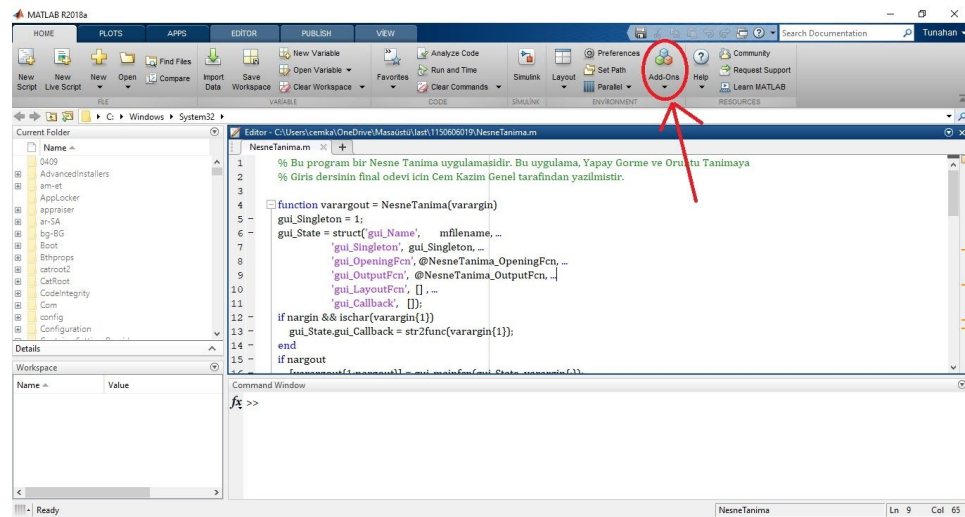 MATLAB R2018a
HOME PLOTS APPS EDITOR PUBLISH VIEW Search Documentation Tunahan
New Script
New Live Script
New
Open
Find Files
Compare
Import Data
Save Workspace
New Variable
Open Variable
Clear Workspace
Favorites
Analyze Code
Run and Time
Clear Commands
Simulink
Layout
Preferences
Set Path
Parallel
Add-Ons
Help
Community
Request Support
Learn MATLAB
FILE VARIABLE CODE SIMULINK ENVIRONMENT RESOURCES
C: Windows System32
Current Folder
Name
0409
AdvancedInstallers
am-et
AppLocker
appraiser
ar-SA
bg-BG
Boot
Bthprops
catroot2
CatRoot
CodeIntegrity
Com
config
Configuration
Details
Workspace
Name Value
Editor - C:\Users\cemka\OneDrive\Masaüstü\last\1150606019\NesneTanima.m
NesneTanima.m
1 % Bu program bir Nesne Tanima uygulamasidir. Bu uygulama, Yapay Gorme ve Oruntu Tanimaya
2 % Giris dersinin final odevi icin Cem Kazim Genel tarafindan yazilmistir.
3
4 function varargout = NesneTanima(varargin)
5 - gui_Singleton = 1;
6 - gui_State = struct('gui_Name', mfilename, ...
7 'gui_Singleton', gui_Singleton, ...
8 'gui_OpeningFcn', @NesneTanima_OpeningFcn, ...
9 'gui_OutputFcn', @NesneTanima_OutputFcn, ...
10 'gui_LayoutFcn', [] , ...
11 'gui_Callback', []);
12 - if nargin && ischar(varargin{1})
13 - gui_State.gui_Callback = str2func(varargin{1});
14 - end
15 - if nargout
Command Window
fx >>
Ready NesneTanima Ln 9 Col 65